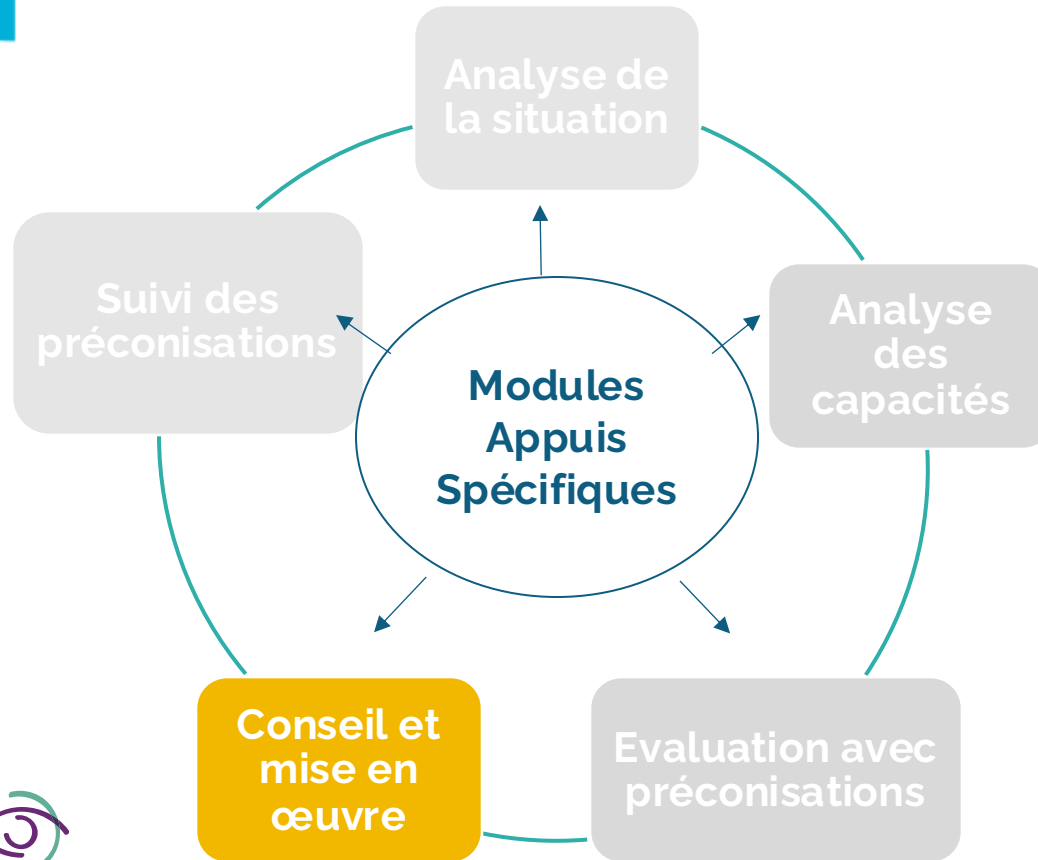 Analyse de
la situation
Suivi des
préconisations
Analyse
des
capacités
Modules
Appuis
Spécifiques
Conseil et
mise en
œuvre
Evaluation avec
préconisations